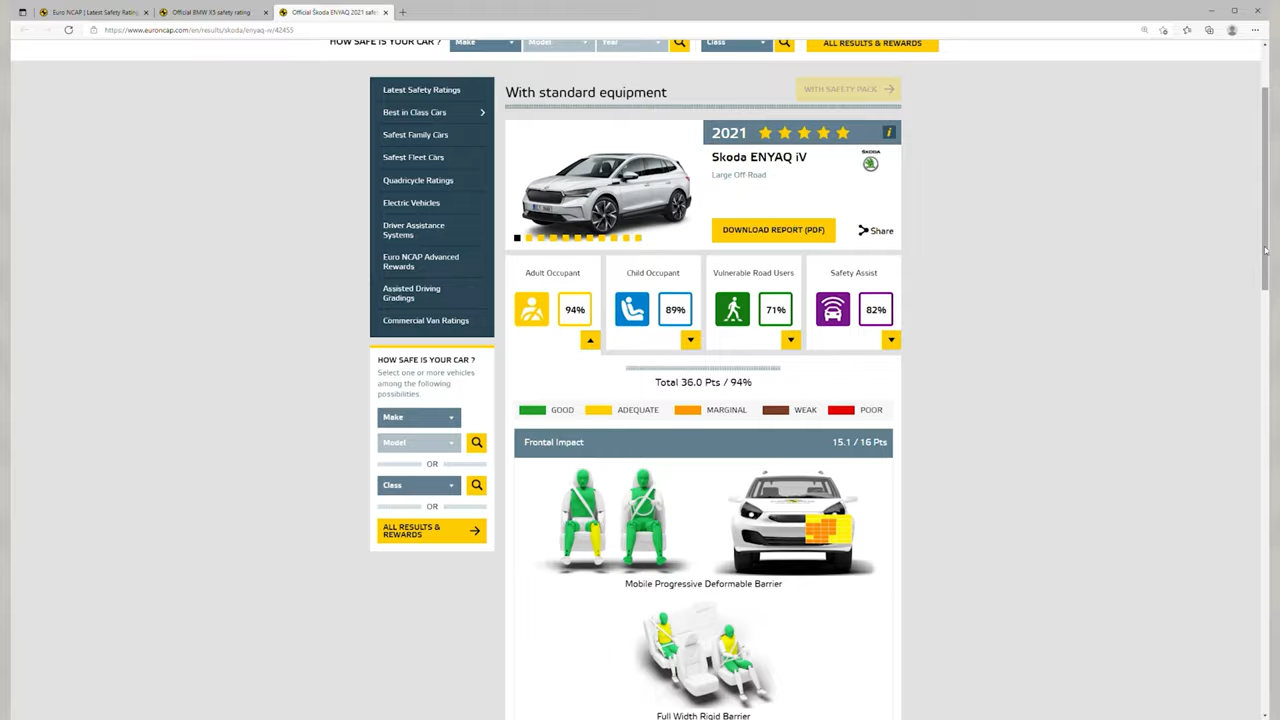 Euro NCAP | Latest Safety Rating
Official BMW X5 safety rating
Official Škoda ENYAQ 2021 safe
https://www.euroncap.com/en/results/skoda/enyaq-iv/42455
HOW SAFE IS YOUR CAR ?
Make
Model
Year
Class
ALL RESULTS & REWARDS
Latest Safety Ratings
Best in Class Cars
Safest Family Cars
Safest Fleet Cars
Quadricycle Ratings
Electric Vehicles
Driver Assistance
Systems
Euro NCAP Advanced
Rewards
Assisted Driving
Gradings
Commercial Van Ratings
HOW SAFE IS YOUR CAR ?
Select one or more vehicles
among the following
possibilities.
Make
Model
OR
Class
OR
ALL RESULTS &
REWARDS
With standard equipment
WITH SAFETY PACK
2021
i
Skoda ENYAQ iV
SKODA
Large Off-Road
DOWNLOAD REPORT (PDF)
Share
Adult Occupant
94%
Child Occupant
89%
Vulnerable Road Users
71%
Safety Assist
82%
Total 36.0 Pts / 94%
GOOD
ADEQUATE
MARGINAL
WEAK
POOR
Frontal Impact
15.1 / 16 Pts
Mobile Progressive Deformable Barrier
Full Width Rigid Barrier